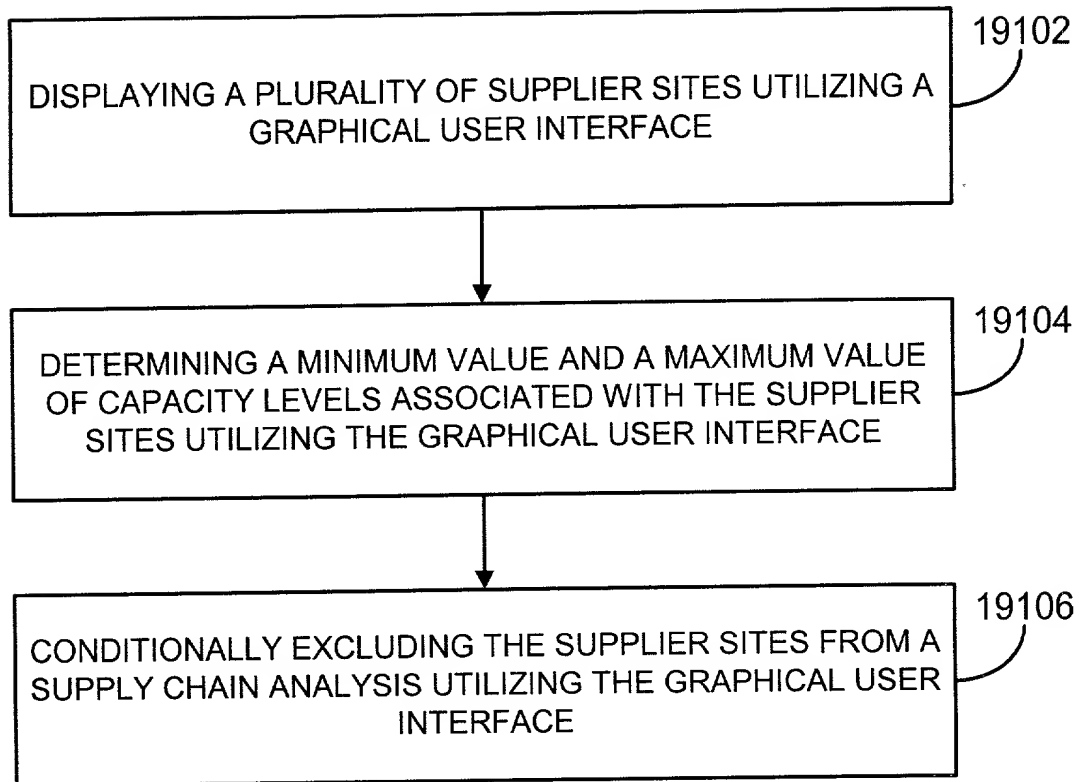 19102
DISPLAYING A PLURALITY OF SUPPLIER SITES UTILIZING A
GRAPHICAL USER INTERFACE
19104
DETERMINING A MINIMUM VALUE AND A MAXIMUM VALUE
OF CAPACITY LEVELS ASSOCIATED WITH THE SUPPLIER
SITES UTILIZING THE GRAPHICAL USER INTERFACE
19106
CONDITIONALLY EXCLUDING THE SUPPLIER SITES FROM A
SUPPLY CHAIN ANALYSIS UTILIZING THE GRAPHICAL USER
INTERFACE